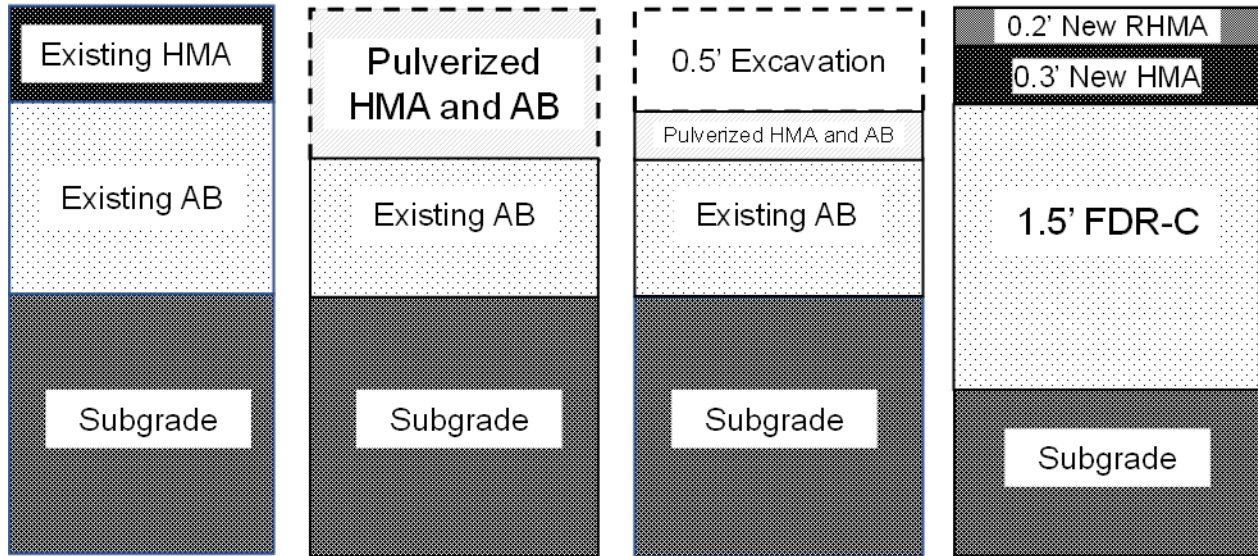 Existing HMA
Existing AB
Subgrade
Pulverized
HMA and AB
Existing AB
Subgrade
0.5’ Excavation
Pulverized HMA and AB
Existing AB
Subgrade
0.2’ New RHMA
0.3’ New HMA
1.5’ FDR-C
Subgrade